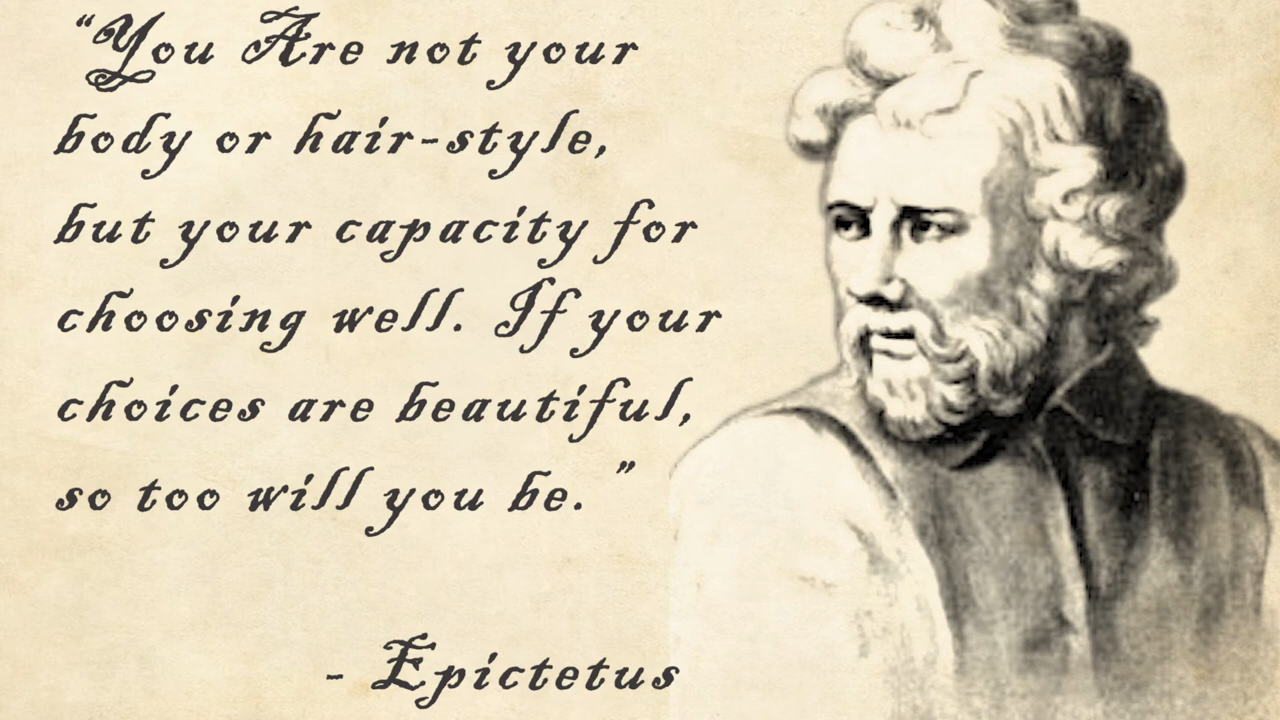 “You Are not your
body or hair-style,
but your capacity for
choosing well. If your
choices are beautiful,
so too will you be.”
- Epictetus